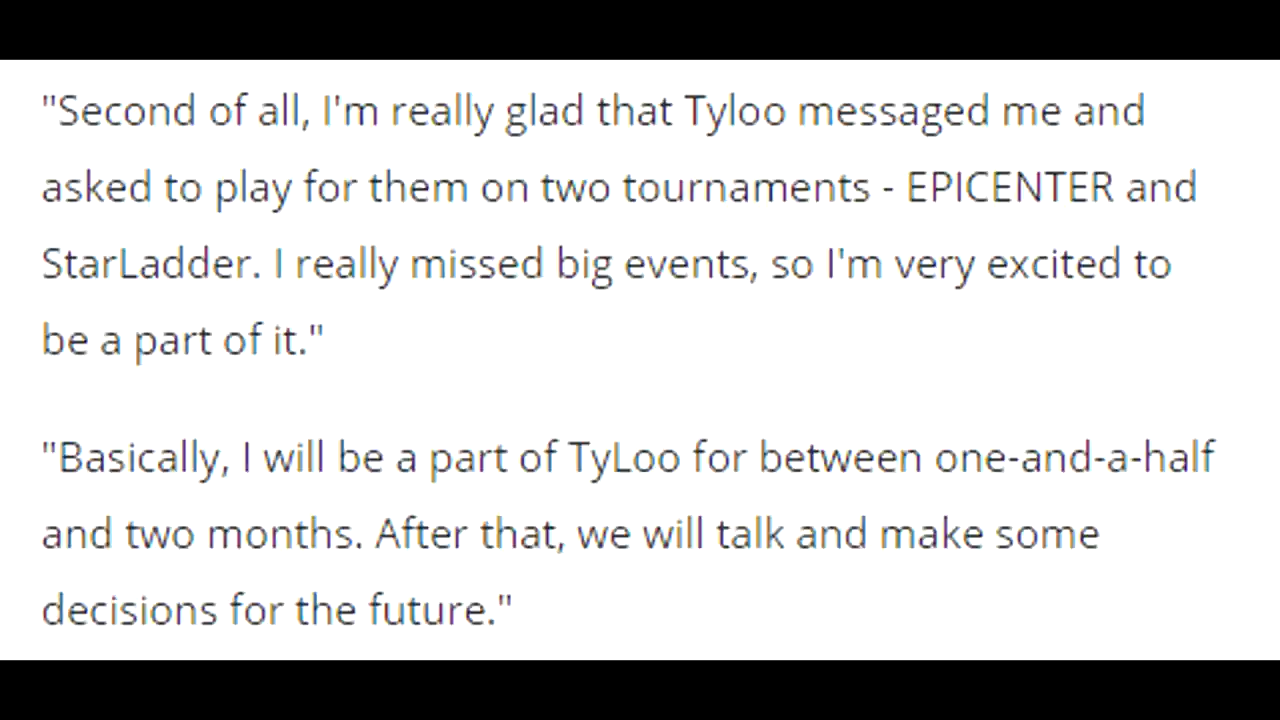 "Second of all, I'm really glad that Tyloo messaged me and
asked to play for them on two tournaments - EPICENTER and
StarLadder. I really missed big events, so I'm very excited to
be a part of it."
"Basically, I will be a part of TyLoo for between one-and-a-half
and two months. After that, we will talk and make some
decisions for the future."